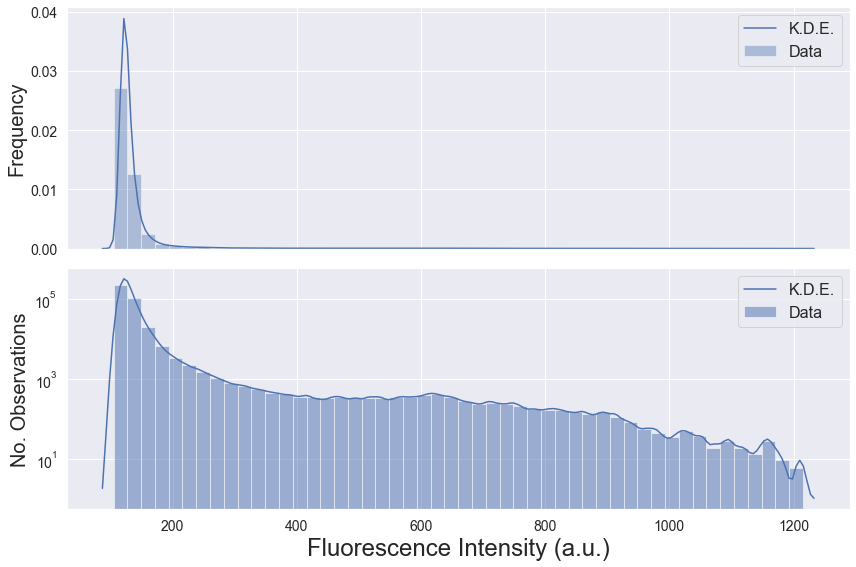 0.04
0.03
0.02
0.01
0.00
Frequency
K.D.E.
Data
10^5
10^3
10^1
No. Observations
K.D.E.
Data
200 400 600 800 1000 1200
Fluorescence Intensity (a.u.)